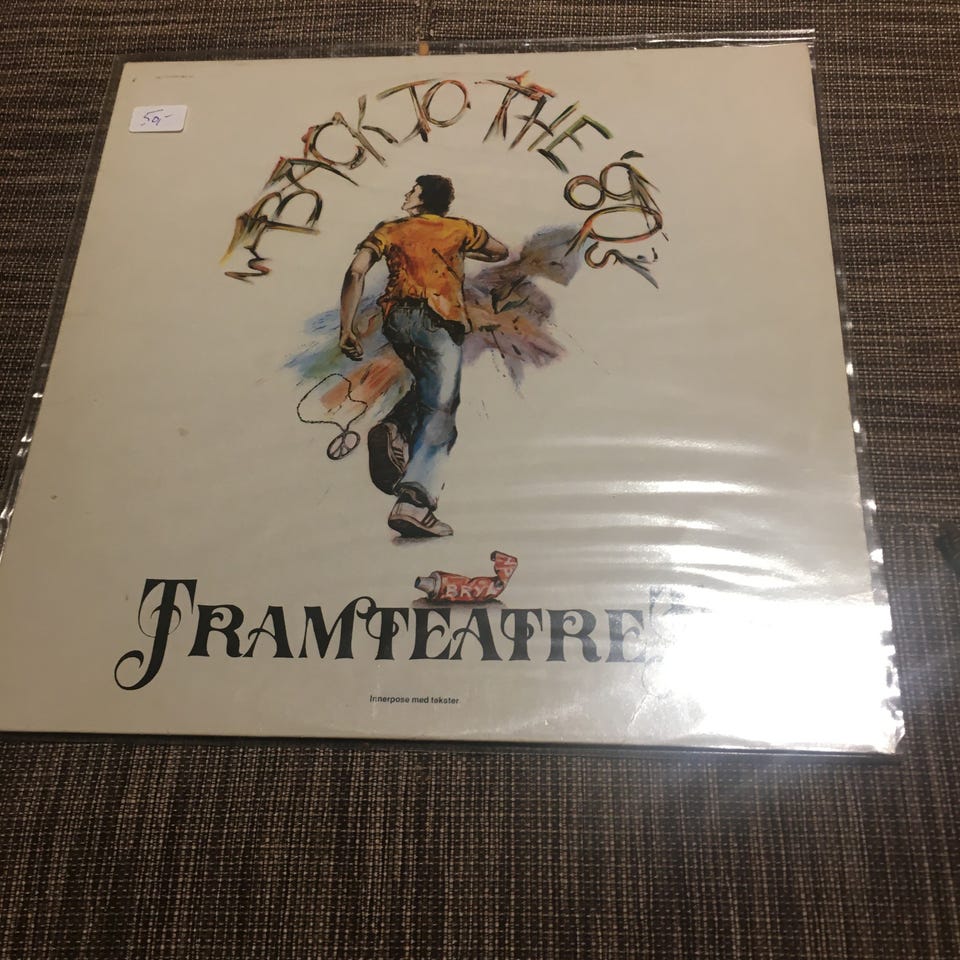 50,-
BACK TO THE '80's
BRYL
TRAMTEATRET
Innerpose med tekster